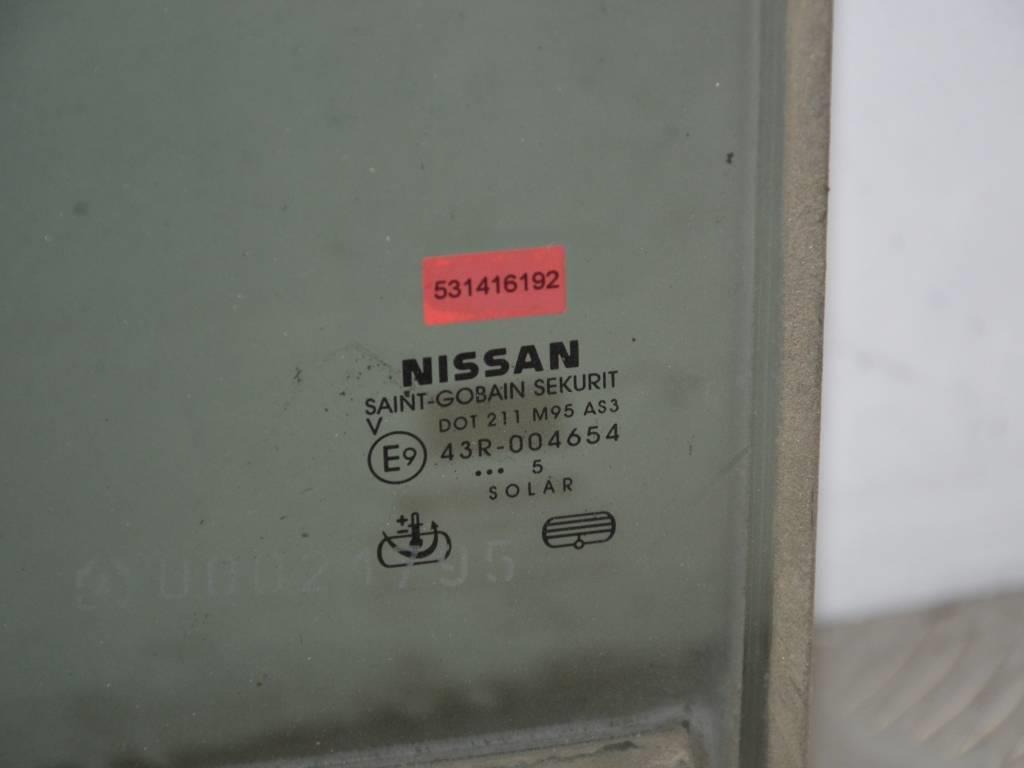 531416192
NISSAN
SAINT-GOBAIN SEKURIT
V DOT 211 M95 AS3
E9 43R-004654
... 5
SOLAR